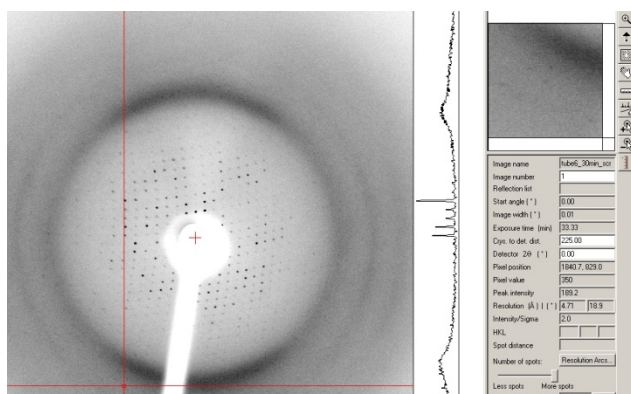 Image name tube6_30min_scr
Image number 1
Reflection list
Start angle (°) 0.00
Image width (°) 0.01
Exposure time (min) 33.33
Crys. to det. dist. 225.00
Detector 2θ (°) 0.00
Pixel position 1840.7, 829.0
Pixel value 350
Peak intensity 189.2
Resolution (Å) | (°) 4.71 18.9
Intensity/Sigma 2.0
HKL
Spot distance
Number of spots: Resolution Arcs...
Less spots More spots